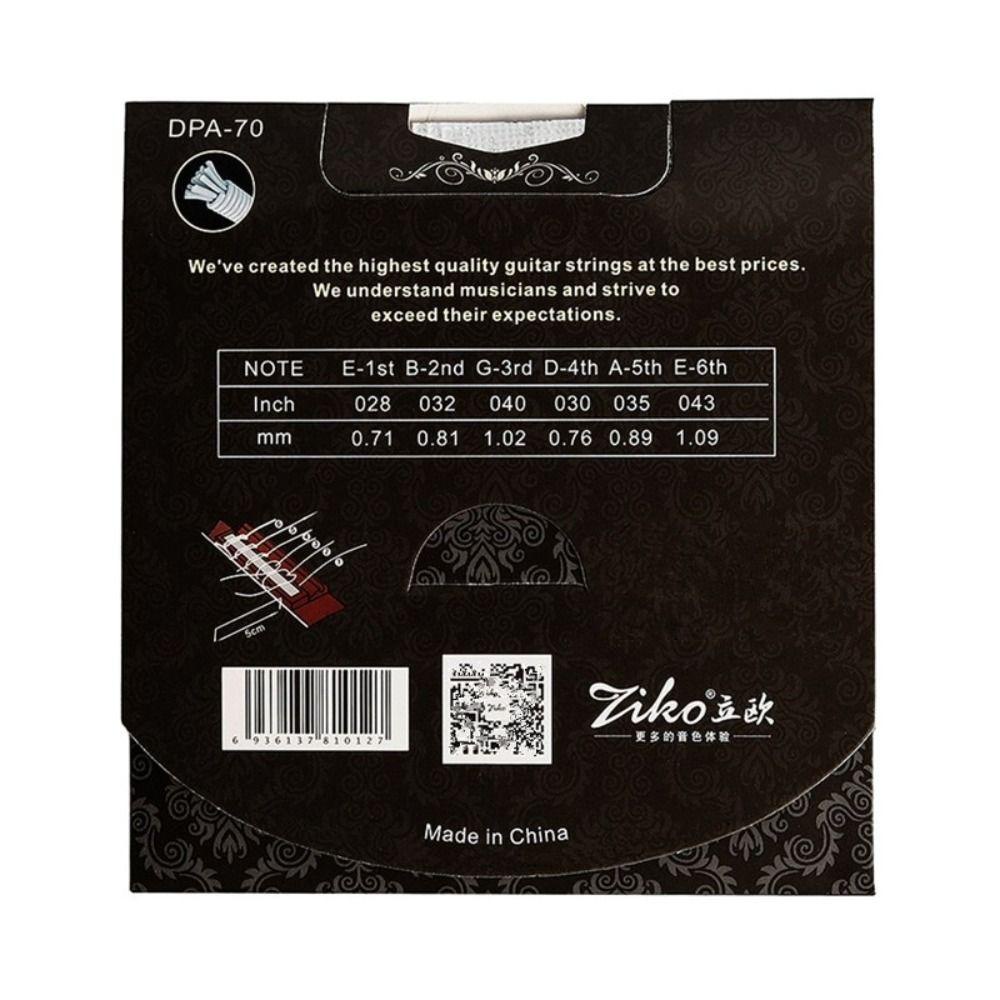 DPA-70
We've created the highest quality guitar strings at the best prices.
We understand musicians and strive to
exceed their expectations.
NOTE E-1st B-2nd G-3rd D-4th A-5th E-6th
Inch 028 032 040 030 035 043
mm 0.71 0.81 1.02 0.76 0.89 1.09
5cm
6 936137 810127
Ziko
Ziko®立欧
更多的音色体验
Made in China